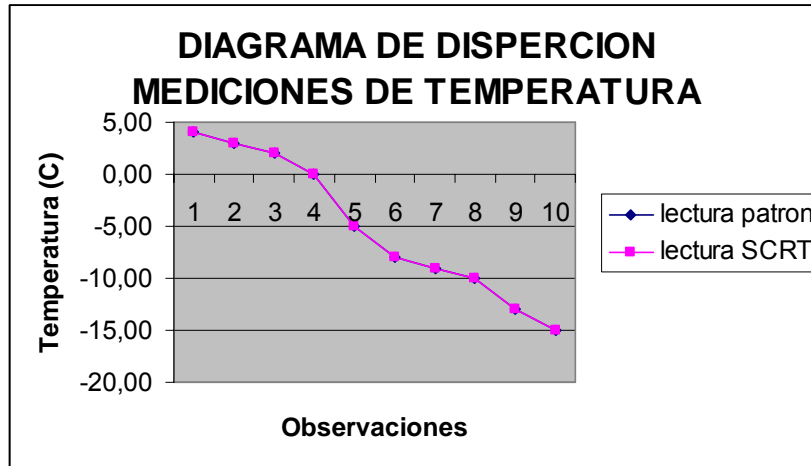 DIAGRAMA DE DISPERCION
MEDICIONES DE TEMPERATURA
Temperatura (C)
5,00
0,00
-5,00
-10,00
-15,00
-20,00
1 2 3 4 5 6 7 8 9 10
Observaciones
lectura patron
lectura SCRT